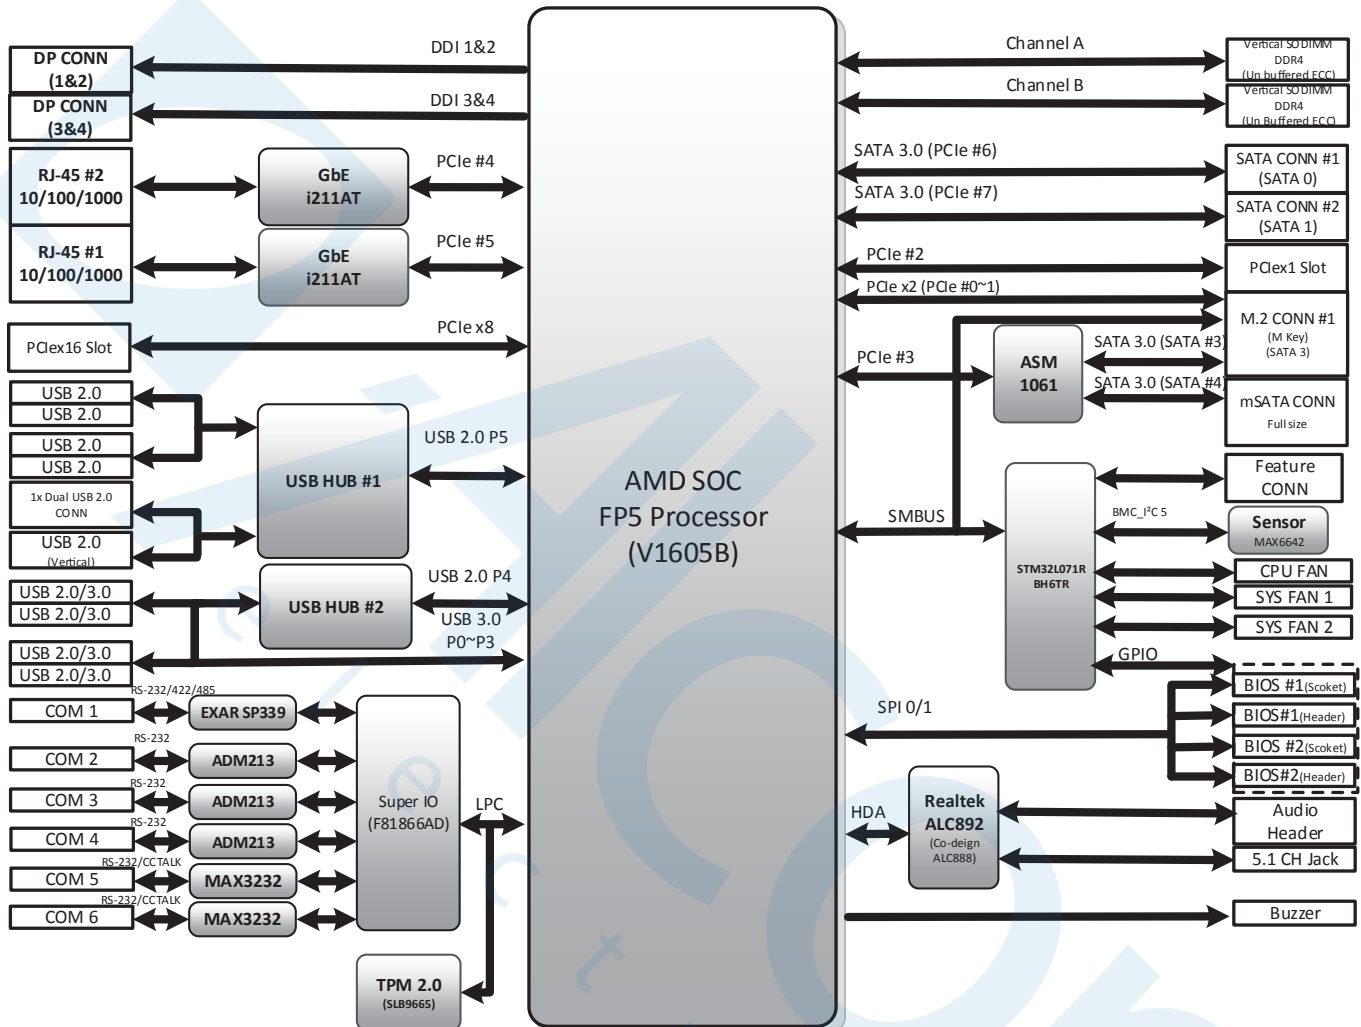 DP CONN
(1&2)
DDI 1&2
DP CONN
(3&4)
DDI 3&4
RJ-45 #2
10/100/1000
GbE
i211AT
PCIe #4
RJ-45 #1
10/100/1000
GbE
i211AT
PCIe #5
PCIex16 Slot
PCIe x8
USB 2.0
USB 2.0
USB 2.0
USB 2.0
1x Dual USB 2.0
CONN
USB 2.0
(Vertical)
USB HUB #1
USB 2.0 P5
USB 2.0/3.0
USB 2.0/3.0
USB HUB #2
USB 2.0 P4
USB 3.0
P0~P3
USB 2.0/3.0
USB 2.0/3.0
RS-232/422/485
COM 1
EXAR SP339
RS-232
COM 2
ADM213
RS-232
COM 3
ADM213
RS-232
COM 4
ADM213
RS-232/CCTALK
COM 5
MAX3232
RS-232/CCTALK
COM 6
MAX3232
Super IO
(F81866AD)
LPC
TPM 2.0
(SLB9665)
AMD SOC
FP5 Processor
(V1605B)
Channel A
Vertical SODIMM
DDR4
(Un buffered ECC)
Channel B
Vertical SODIMM
DDR4
(Un Buffered ECC)
SATA 3.0 (PCIe #6)
SATA CONN #1
(SATA 0)
SATA 3.0 (PCIe #7)
SATA CONN #2
(SATA 1)
PCIe #2
PCIex1 Slot
PCIe x2 (PCIe #0~1)
M.2 CONN #1
(M Key)
(SATA 3)
PCIe #3
ASM
1061
SATA 3.0 (SATA #3)
SATA 3.0 (SATA #4)
mSATA CONN
Full size
SMBUS
STM32L071R
BH6TR
Feature
CONN
BMC_I²C 5
Sensor
MAX6642
CPU FAN
SYS FAN 1
SYS FAN 2
GPIO
SPI 0/1
BIOS #1(Scoket)
BIOS#1(Header)
BIOS #2(Scoket)
BIOS#2(Header)
HDA
Realtek
ALC892
(Co-deign
ALC888)
Audio
Header
5.1 CH Jack
Buzzer